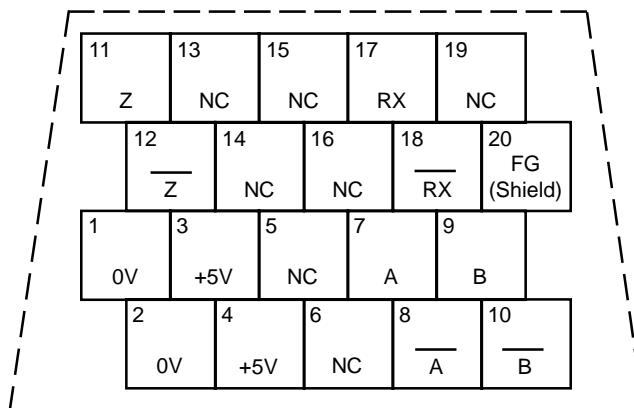 11 13 15 17 19
Z NC NC RX NC
12 14 16 18 20
Z̅ NC NC R̅X̅ FG
(Shield)
1 3 5 7 9
0V +5V NC A B
2 4 6 8 10
0V +5V NC A̅ B̅